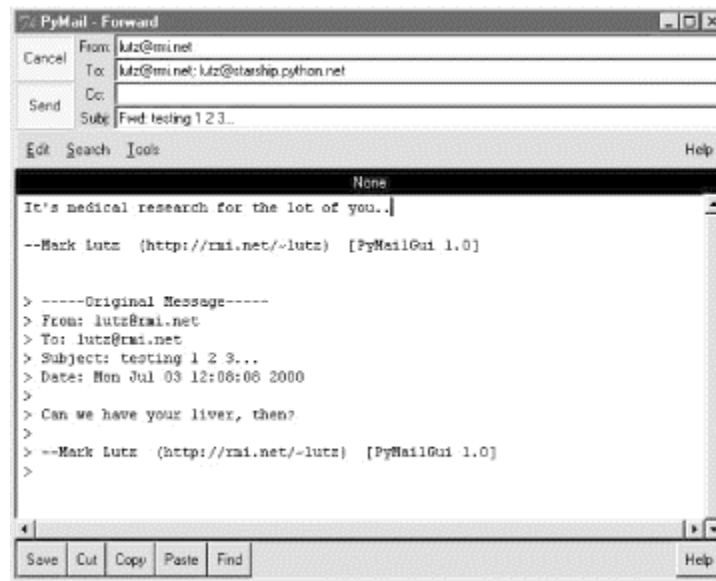 PyMail - Forward
Cancel
From: lutz@rmi.net
To: lutz@rmi.net; lutz@starship.python.net
Send
Cc:
Subj: Fwd: testing 1 2 3...
Edit Search Tools Help
None
It's medical research for the lot of you..
--Mark Lutz (http://rmi.net/~lutz) [PyMailGui 1.0]
> -----Original Message-----
> From: lutz@rmi.net
> To: lutz@rmi.net
> Subject: testing 1 2 3...
> Date: Mon Jul 03 12:08:08 2000
>
> Can we have your liver, then?
>
> --Mark Lutz (http://rmi.net/~lutz) [PyMailGui 1.0]
>
Save Cut Copy Paste Find Help